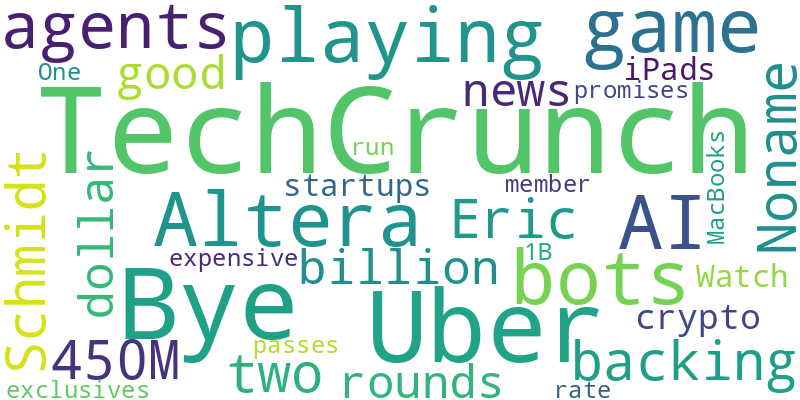 agents
playing
game
One
good
news
iPads
promises
TechCrunch
run
Noname
Schmidt
dollar
startups
member
MacBooks
Altera
Eric
AI
expensive
billion
1B
bots
Watch
Bye
Uber
crypto
450M
two
passes
rounds
backing
exclusives
rate